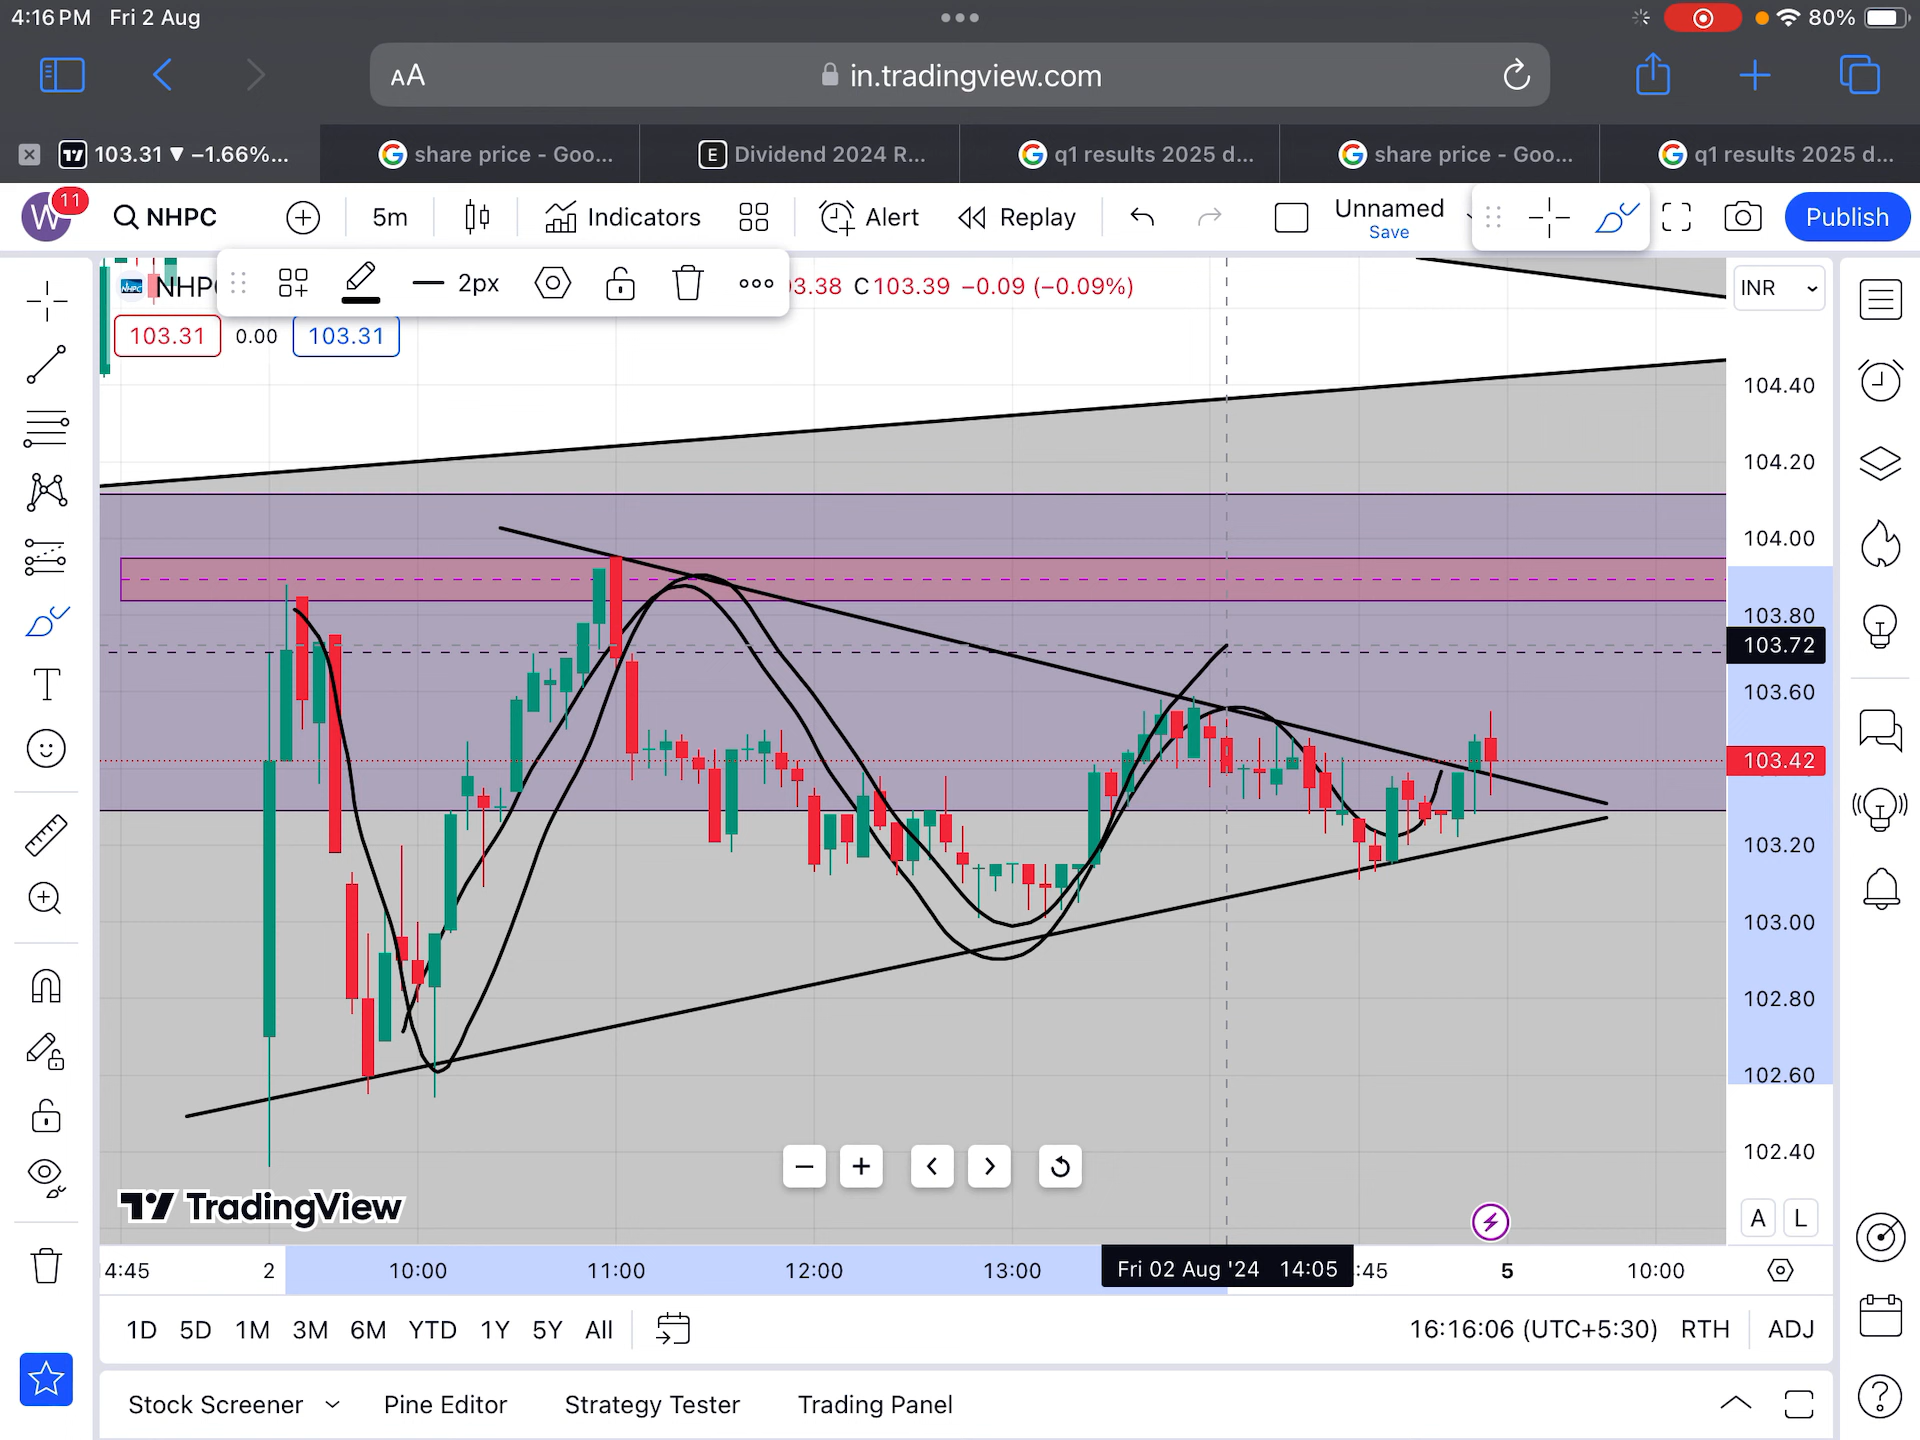 4:16 PM Fri 2 Aug
80%
AA
in.tradingview.com
103.31 ▼ −1.66%...
share price - Goo...
E
Dividend 2024 R...
q1 results 2025 d...
share price - Goo...
q1 results 2025 d...
W
11
NHPC
5m
Indicators
Alert
Replay
Unnamed
Save
Publish
2px
3.38 C103.39 −0.09 (−0.09%)
INR
103.31
0.00
103.31
104.40
104.20
104.00
103.80
103.72
103.60
103.42
103.20
103.00
102.80
102.60
102.40
TradingView
A
L
4:45
2
10:00
11:00
12:00
13:00
Fri 02 Aug '24 14:05
:45
5
10:00
1D 5D 1M 3M 6M YTD 1Y 5Y All
16:16:06 (UTC+5:30) RTH ADJ
Stock Screener Pine Editor Strategy Tester Trading Panel